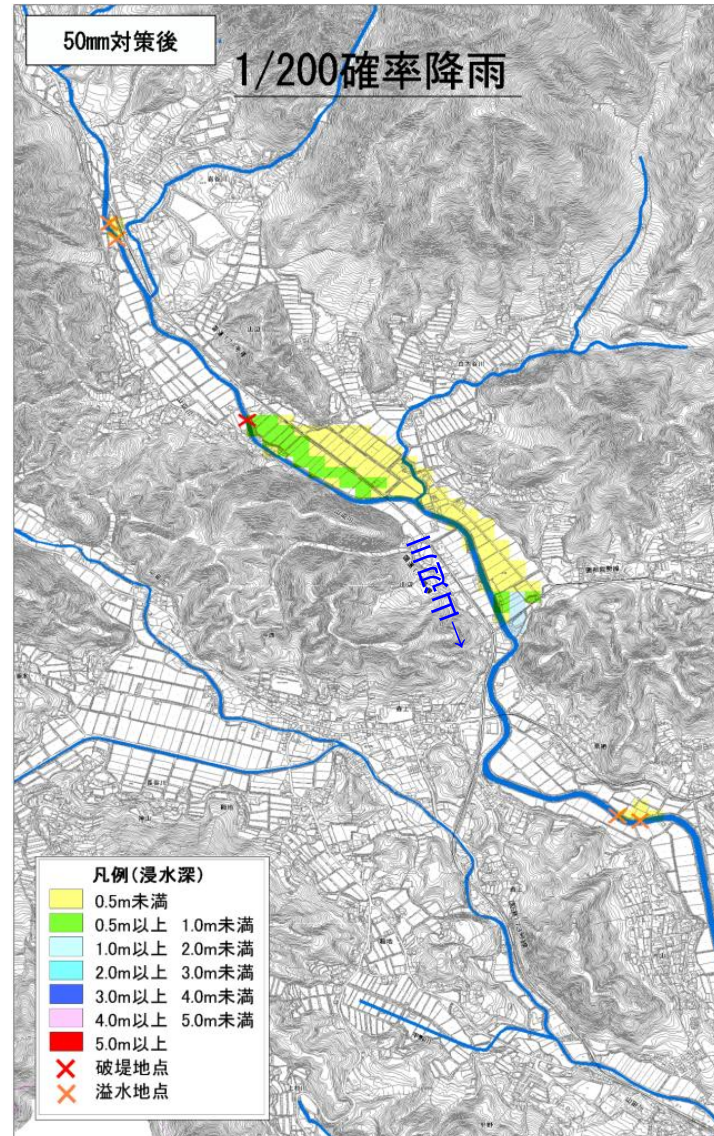 50mm対策後
1/200確率降雨
山辺川→
凡例(浸水深)
0.5m未満
0.5m以上 1.0m未満
1.0m以上 2.0m未満
2.0m以上 3.0m未満
3.0m以上 4.0m未満
4.0m以上 5.0m未満
5.0m以上
破堤地点
溢水地点